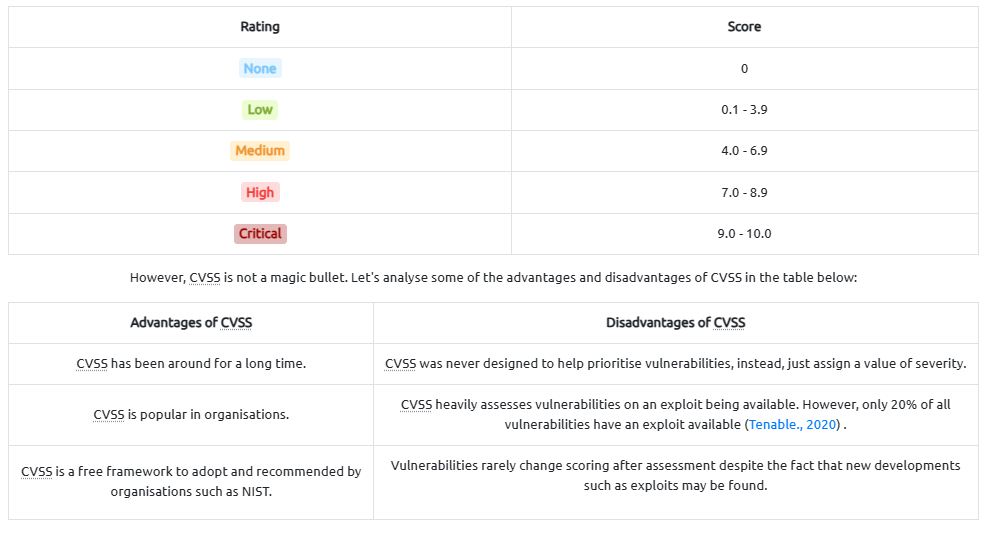 Rating Score
None 0
Low 0.1 - 3.9
Medium 4.0 - 6.9
High 7.0 - 8.9
Critical 9.0 - 10.0
However, CVSS is not a magic bullet. Let's analyse some of the advantages and disadvantages of CVSS in the table below:
Advantages of CVSS Disadvantages of CVSS
CVSS has been around for a long time. CVSS was never designed to help prioritise vulnerabilities, instead, just assign a value of severity.
CVSS is popular in organisations.
CVSS heavily assesses vulnerabilities on an exploit being available. However, only 20% of all
vulnerabilities have an exploit available (Tenable., 2020) .
CVSS is a free framework to adopt and recommended by
organisations such as NIST.
Vulnerabilities rarely change scoring after assessment despite the fact that new developments
such as exploits may be found.